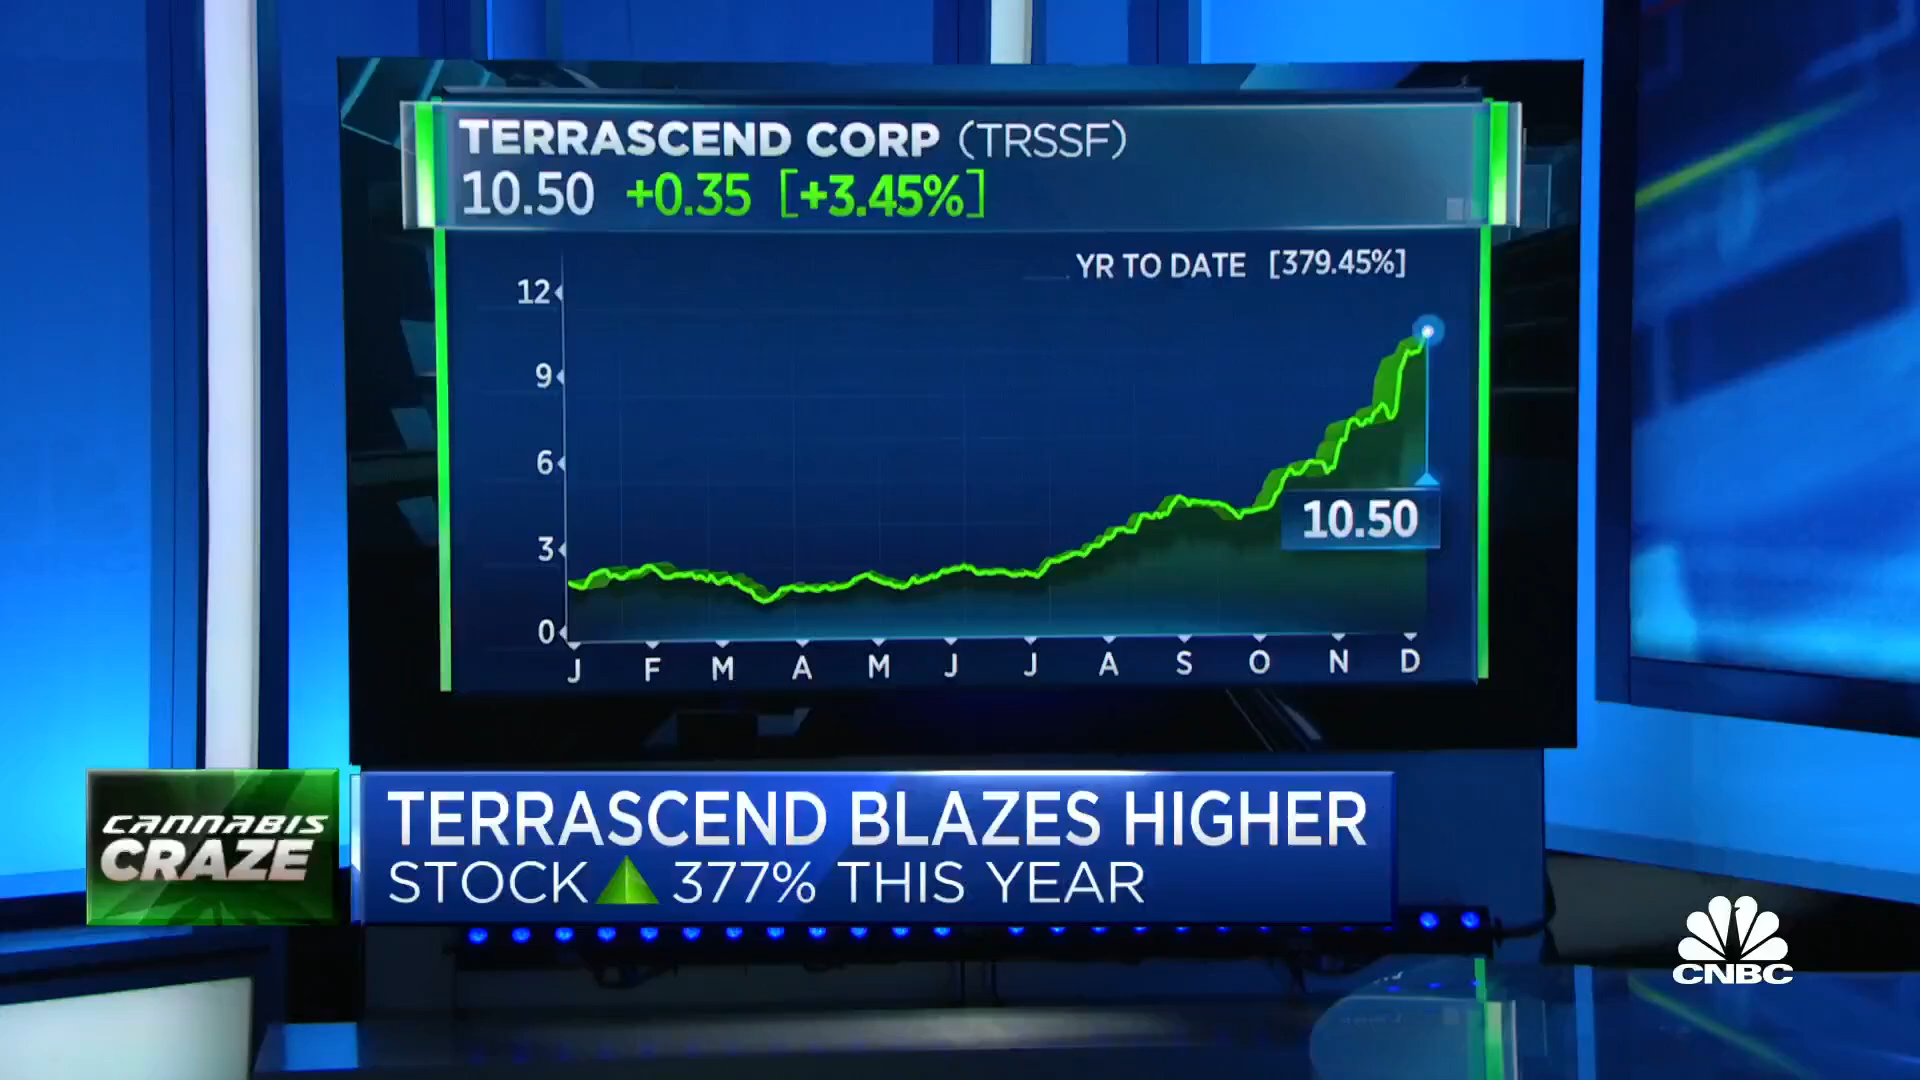 TERRASCEND CORP (TRSSF)
10.50 +0.35 [+3.45%]
YR TO DATE [379.45%]
12
9
6
3
0
10.50
J F M A M J J A S O N D
CANNABIS
CRAZE
TERRASCEND BLAZES HIGHER
STOCK ▲ 377% THIS YEAR
CNBC